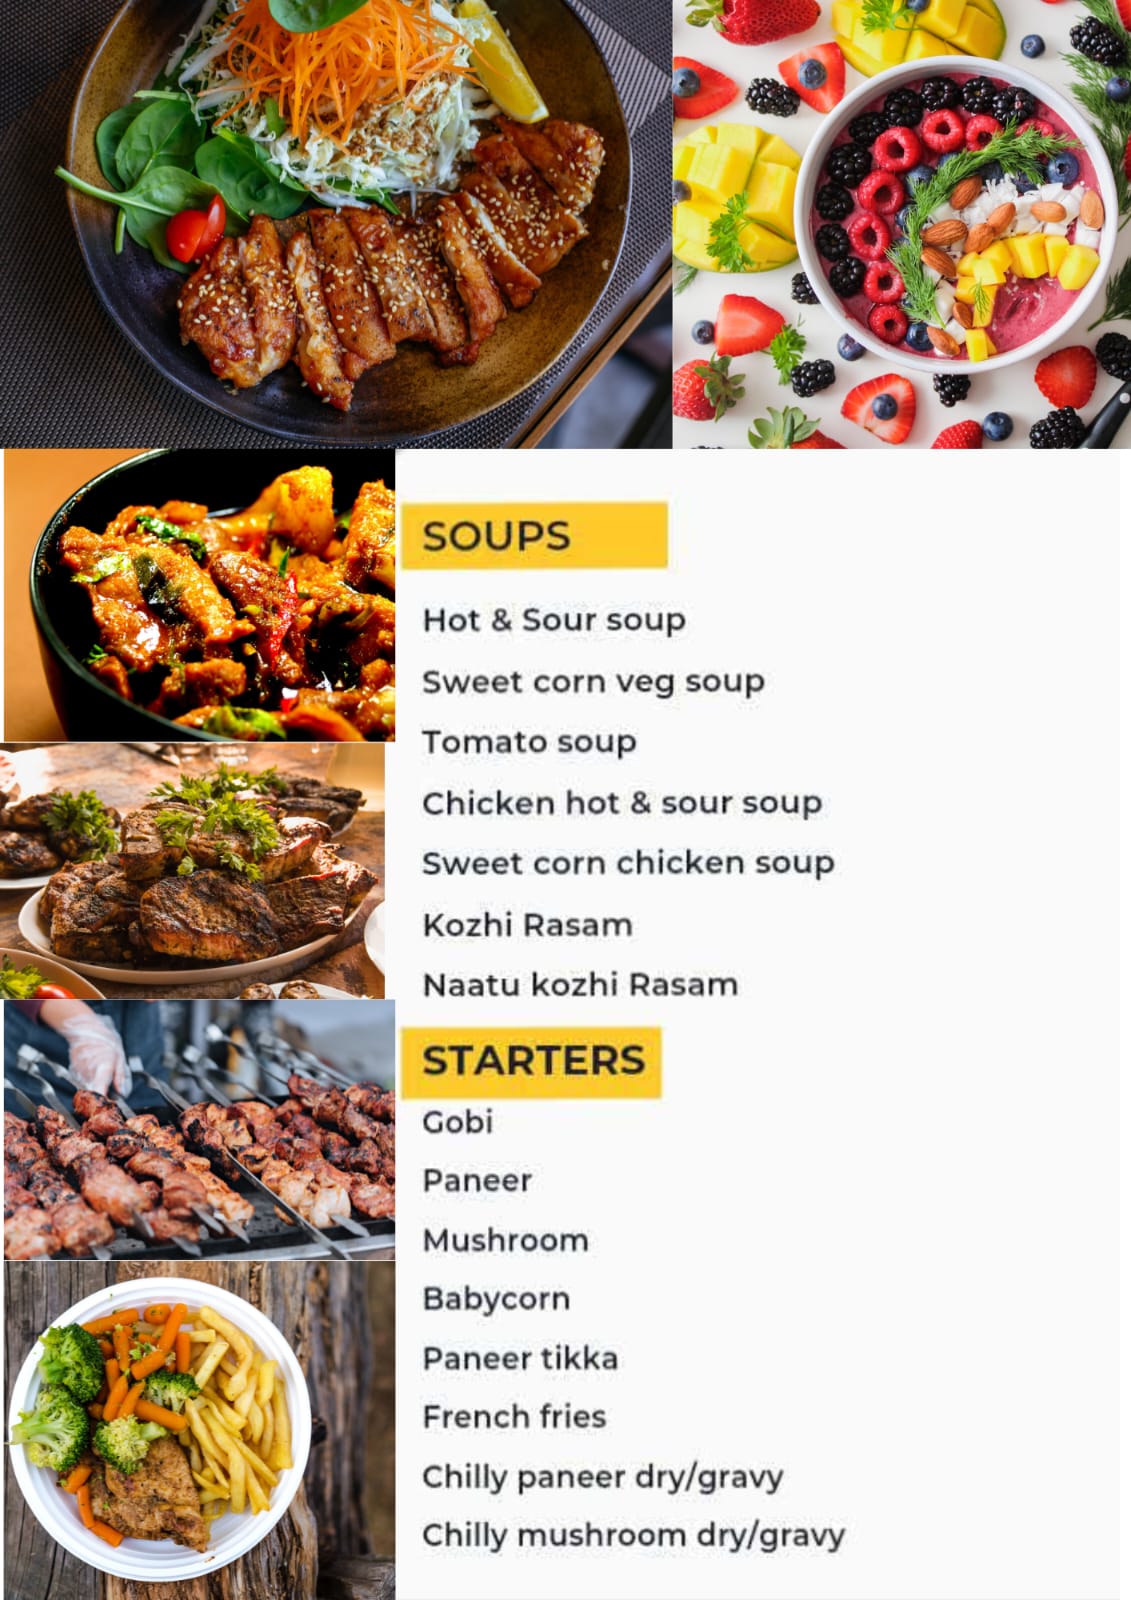 SOUPS
Hot & Sour soup
Sweet corn veg soup
Tomato soup
Chicken hot & sour soup
Sweet corn chicken soup
Kozhi Rasam
Naatu kozhi Rasam
STARTERS
Gobi
Paneer
Mushroom
Babycorn
Paneer tikka
French fries
Chilly paneer dry/gravy
Chilly mushroom dry/gravy